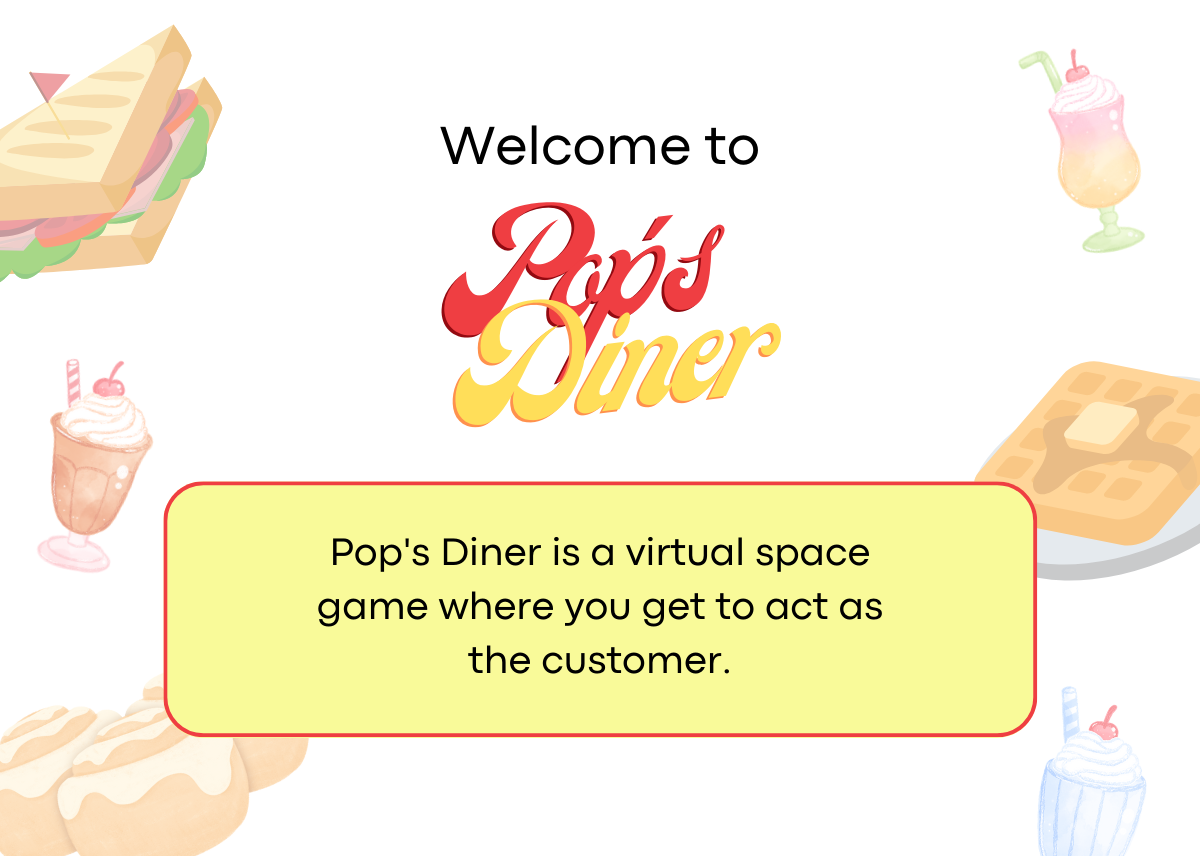 Welcome to
Pop's
Diner
Pop's Diner is a virtual space
game where you get to act as
the customer.